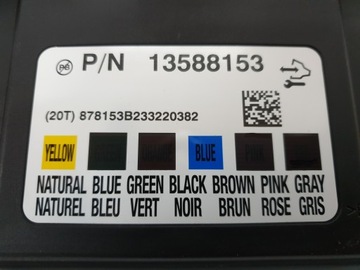 P/N 13588153
(20T) 878153B233220382
YELLOW BLUE
NATURAL BLUE GREEN BLACK BROWN PINK GRAY
NATUREL BLEU VERT NOIR BRUN ROSE GRIS